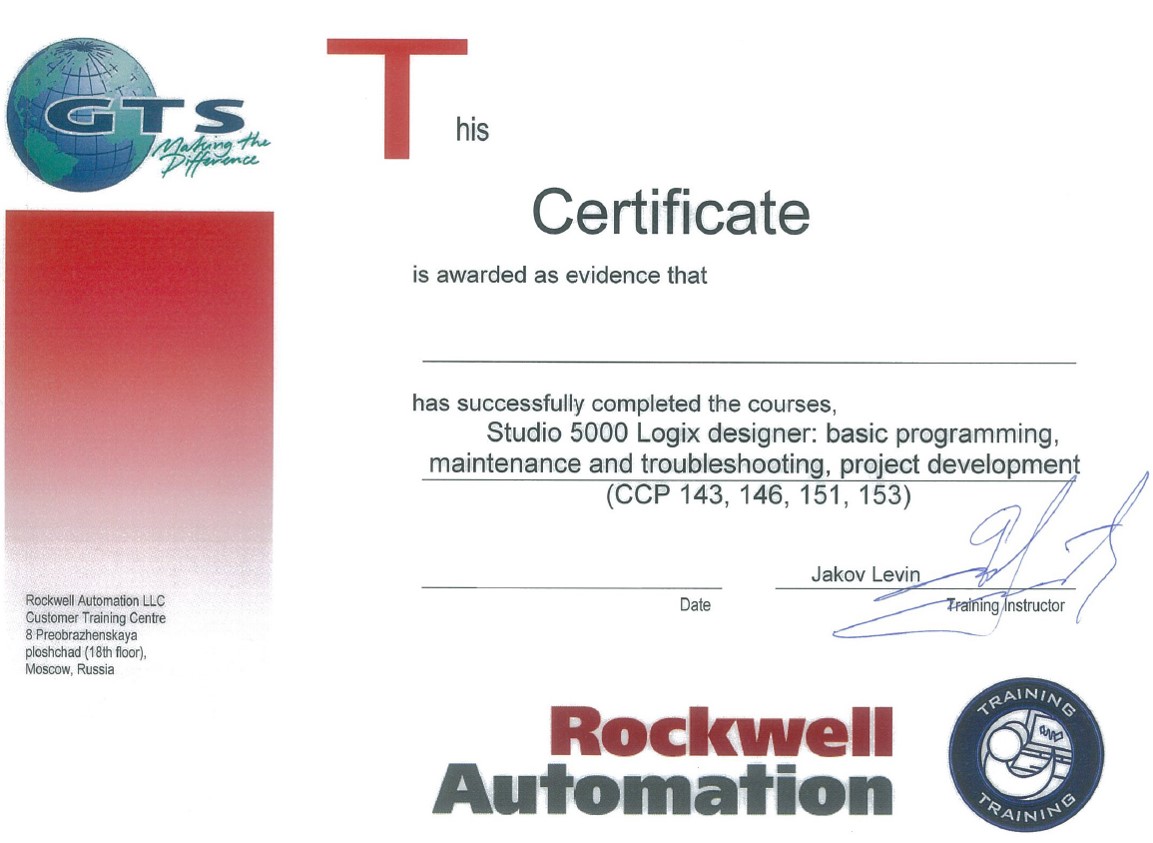 GTS
Making the
Difference
This
Certificate
is awarded as evidence that
has successfully completed the courses,
Studio 5000 Logix designer: basic programming,
maintenance and troubleshooting, project development
(CCP 143, 146, 151, 153)
Jakov Levin
Date
Training Instructor
Rockwell Automation LLC
Customer Training Centre
8 Preobrazhenskaya
ploshchad (18th floor),
Moscow, Russia
Rockwell
Automation
TRAINING
TRAINING